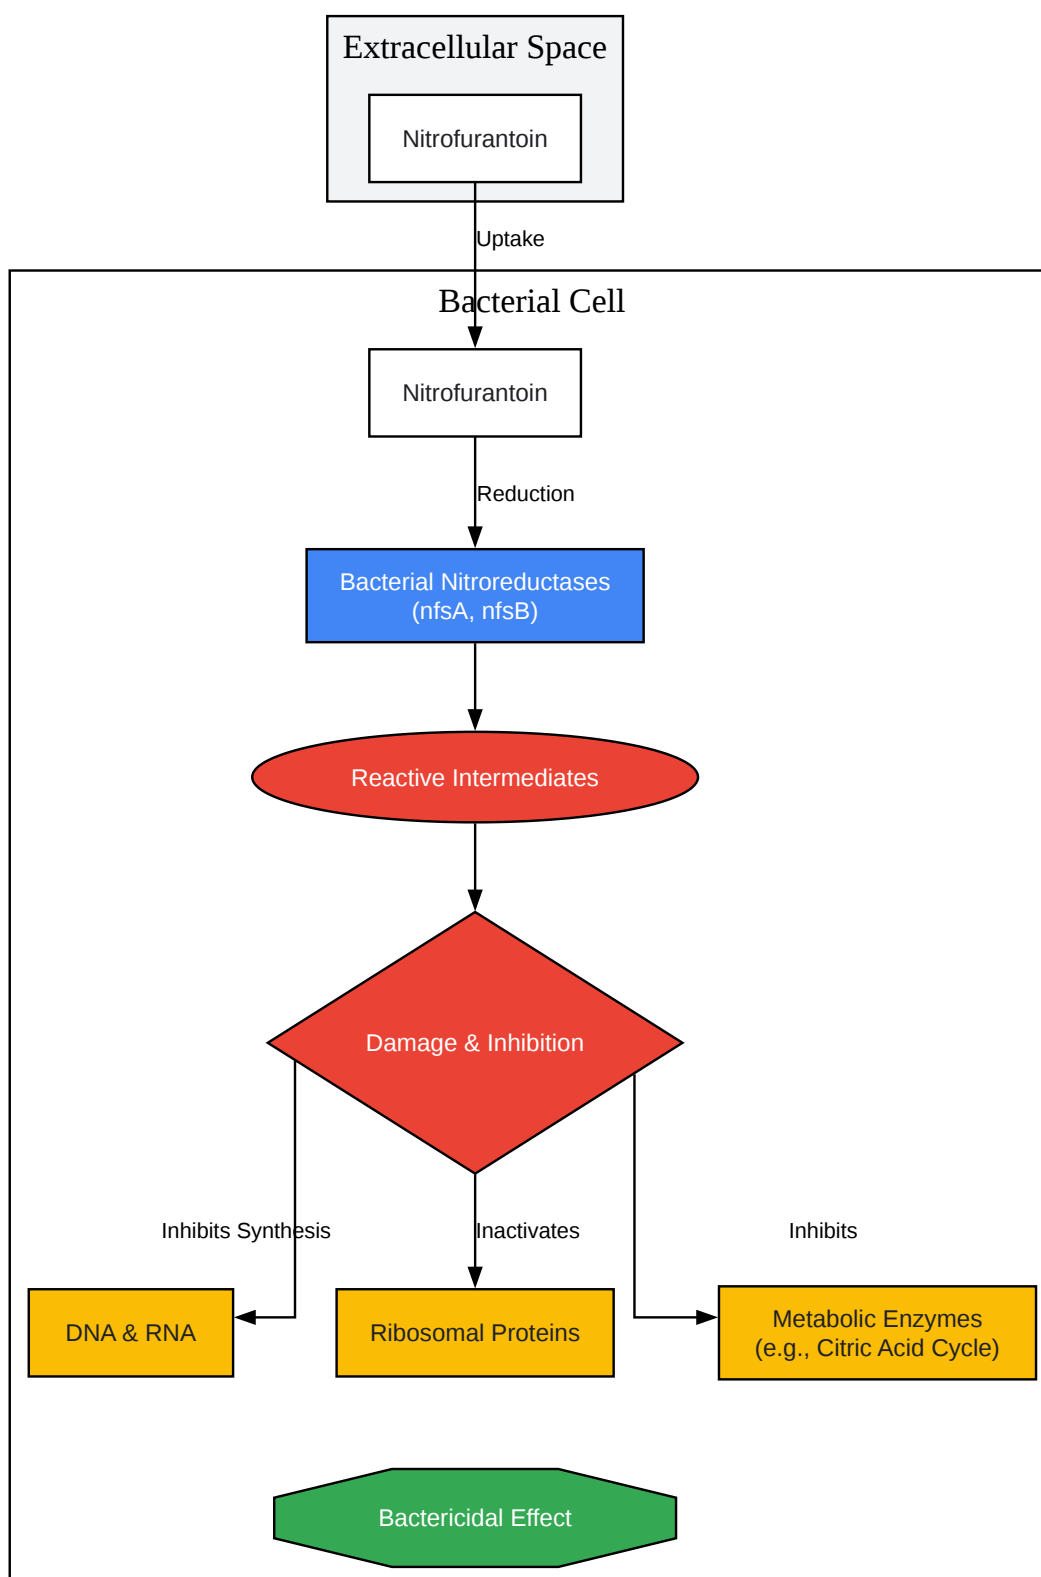 Extracellular Space
Nitrofurantoin
Uptake
Bacterial Cell
Nitrofurantoin
Reduction
Bacterial Nitroreductases
(nfsA, nfsB)
Reactive Intermediates
Damage & Inhibition
Inhibits Synthesis
Inactivates
Inhibits
DNA & RNA
Ribosomal Proteins
Metabolic Enzymes
(e.g., Citric Acid Cycle)
Bactericidal Effect